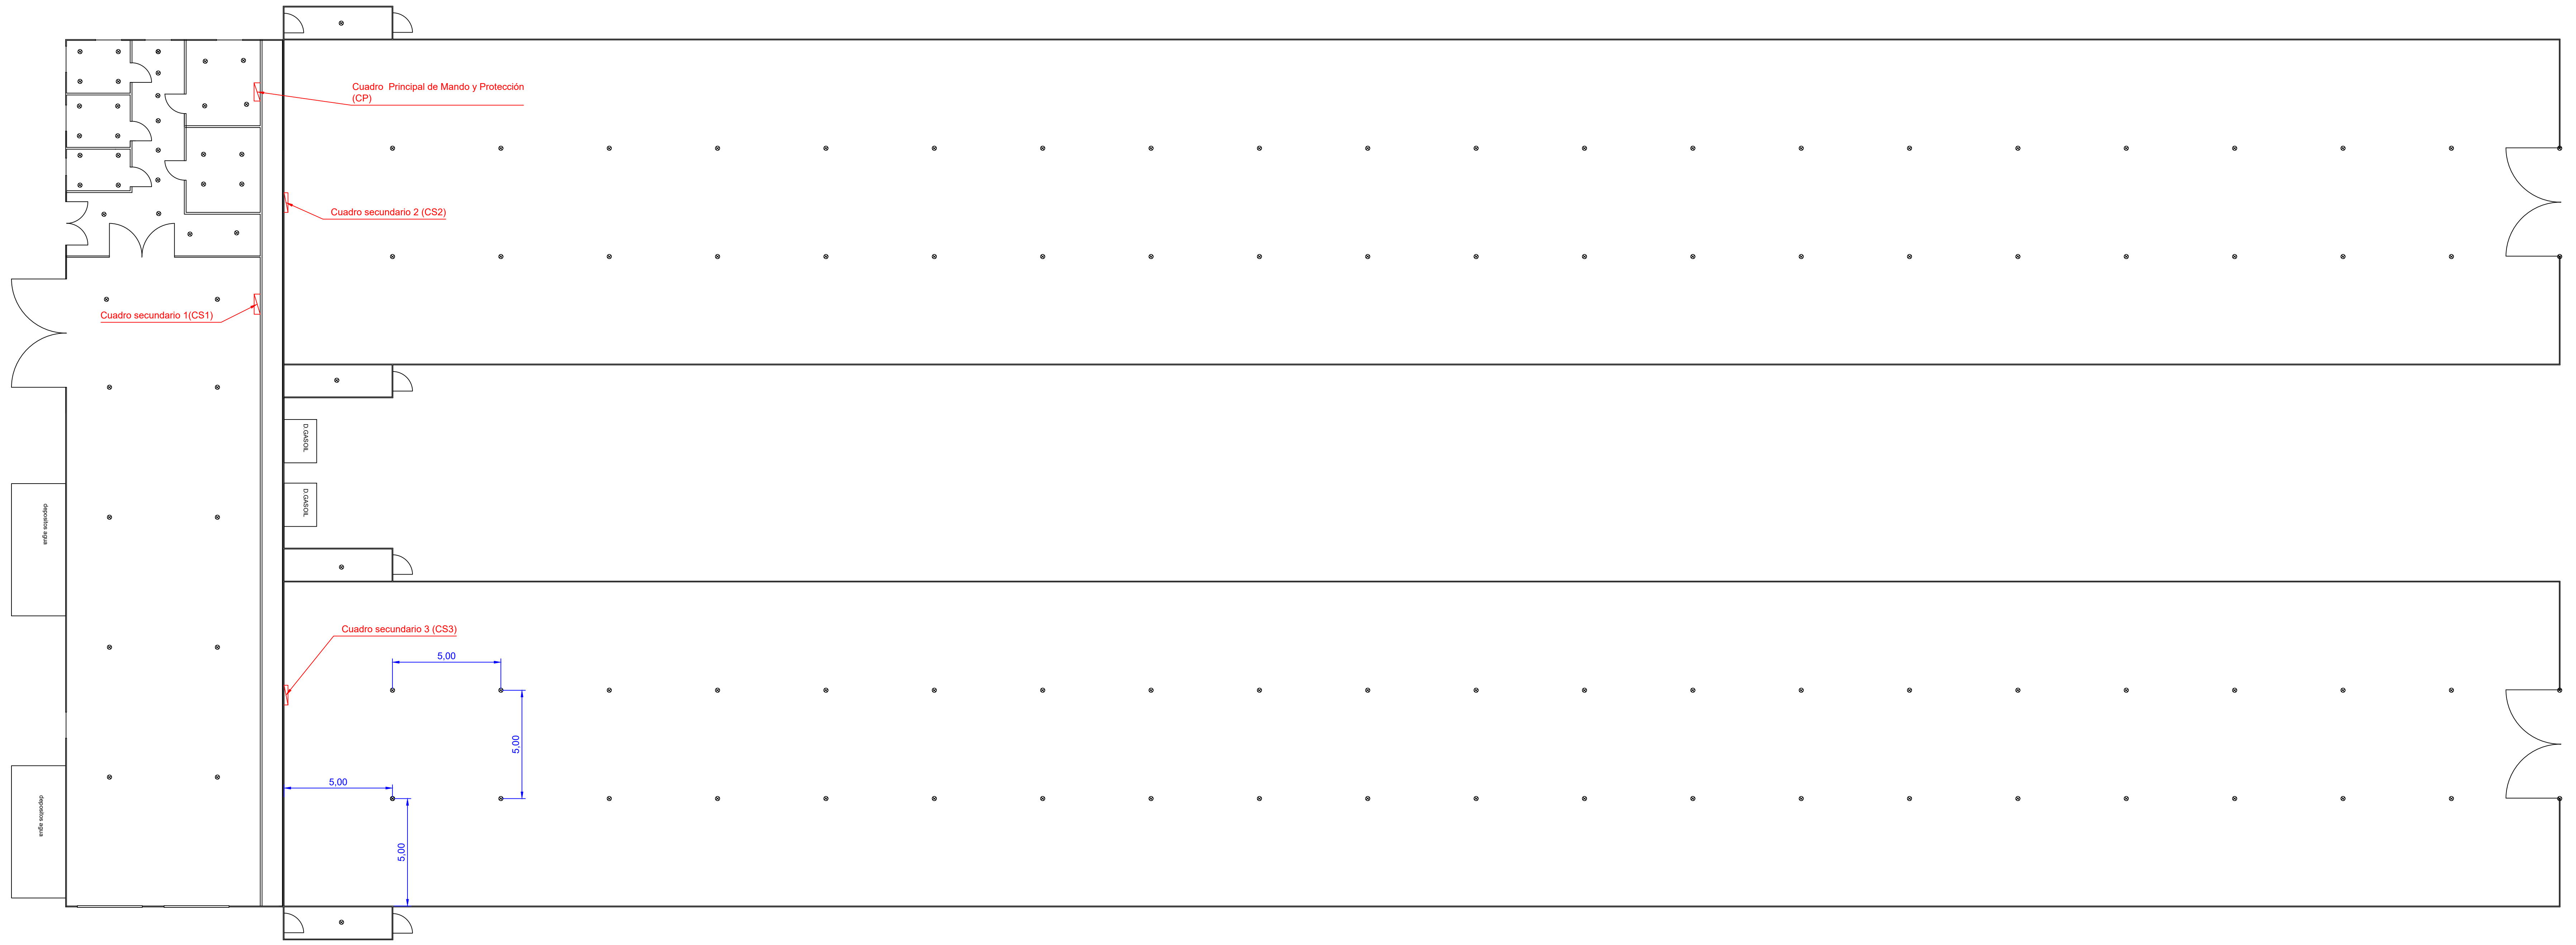 Cuadro  Principal de Mando y Protección
(CP)
Cuadro secundario 2 (CS2)
Cuadro secundario 1(CS1)
D.GASOIL
D.GASOIL
depositos agua
Cuadro secundario 3 (CS3)
5,00
5,00
5,00
5,00
depositos agua